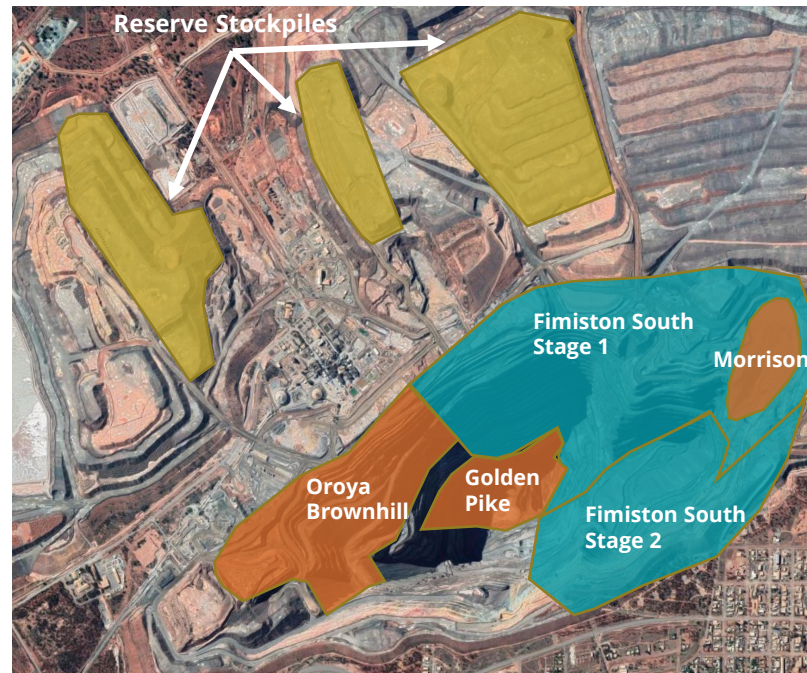 Reserve Stockpiles
Fimiston South
Stage 1
Morrison
Oroya
Brownhill
Golden
Pike
Fimiston South
Stage 2